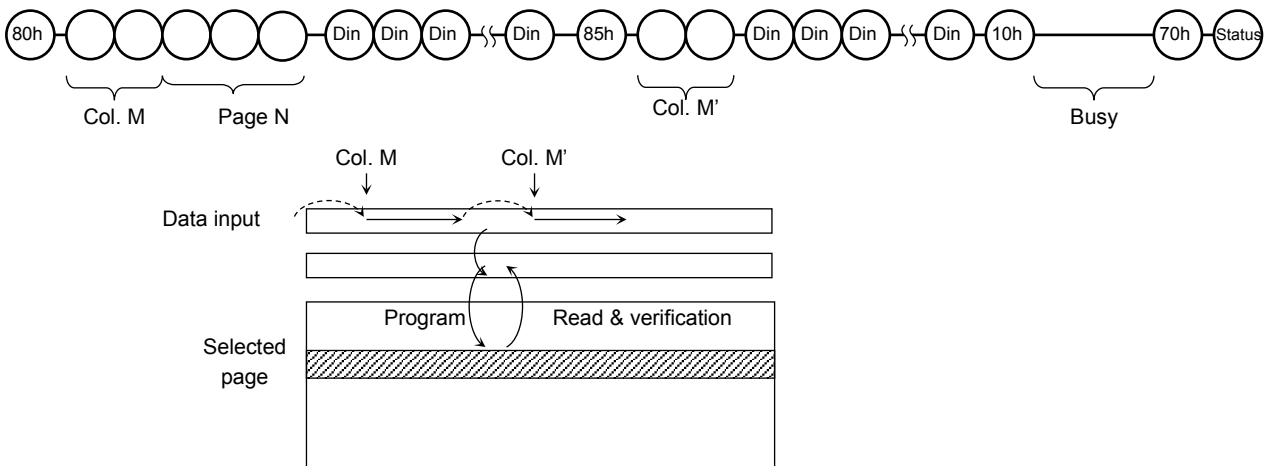 80h Din Din Din Din 85h Din Din Din Din 10h 70h Status
Col. M Page N Col. M’ Busy
Col. M Col. M’
Data input
Program Read & verification
Selected
page